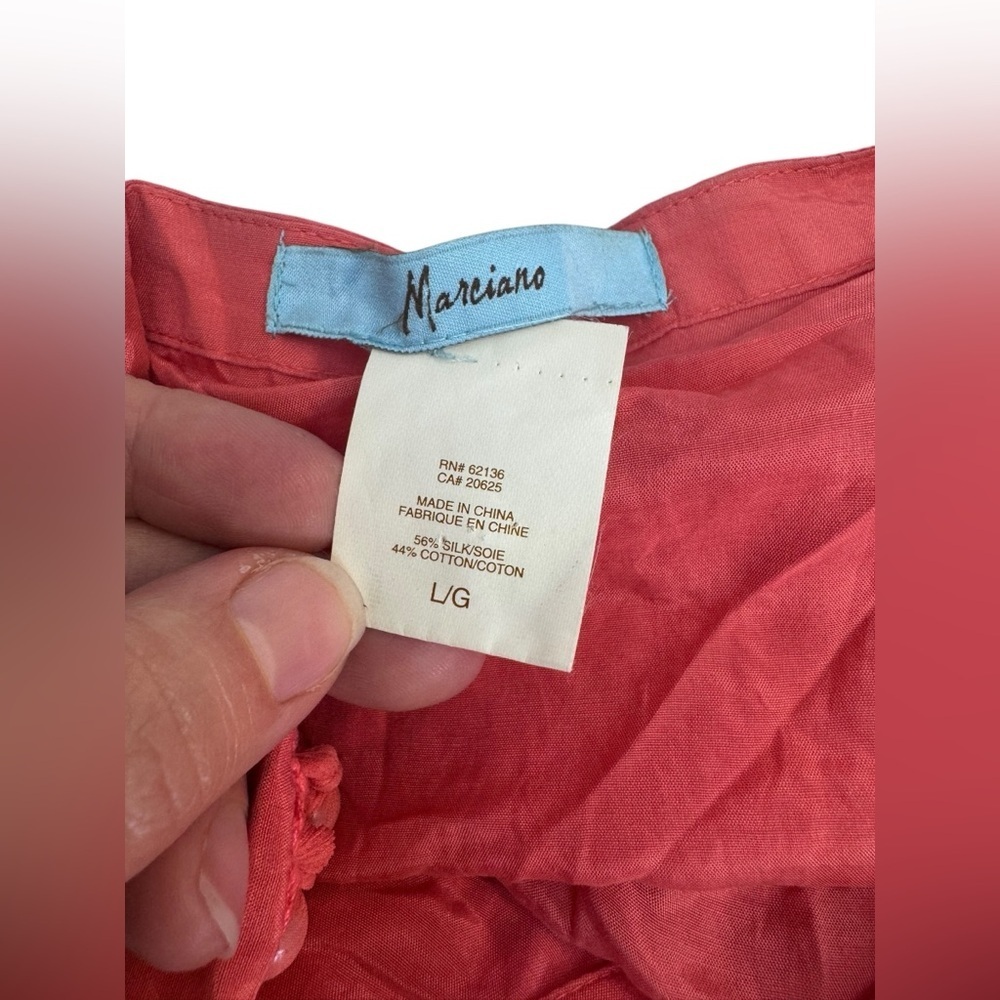 Marciano
RN# 62136
CA# 20625
MADE IN CHINA
FABRIQUE EN CHINE
56% SILK/SOIE
44% COTTON/COTON
L/G